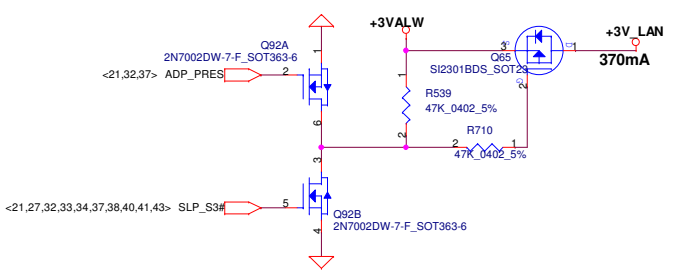 +3VALW
+3V_LAN
Q92A
2N7002DW-7-F_SOT363-6
1
3
S
D
1
Q65
370mA
<21,32,37> ADP_PRES
2
SI2301BDS_SOT23
G
2
1
R539
47K_0402_5%
6
2
R710
2
1
47K_0402_5%
3
<21,27,32,33,34,37,38,40,41,43> SLP_S3#
5
Q92B
2N7002DW-7-F_SOT363-6
4